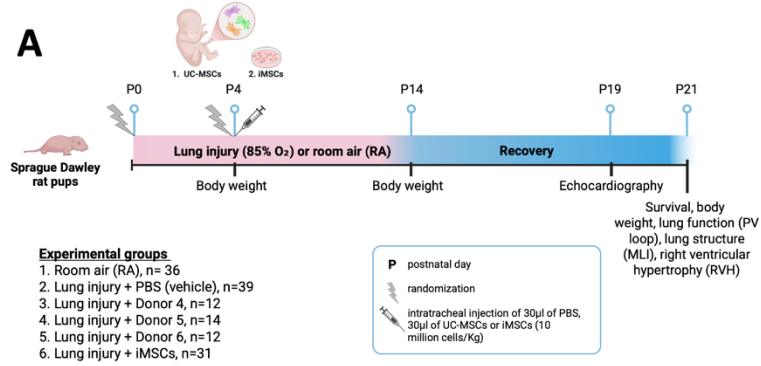 A
1. UC-MSCs 2. iMSCs
P0 P4 P14 P19 P21
Lung injury (85% O₂) or room air (RA) Recovery
Sprague Dawley
rat pups
Body weight Body weight Echocardiography
Survival, body
weight, lung function (PV
loop), lung structure
(MLI), right ventricular
hypertrophy (RVH)
Experimental groups
1. Room air (RA), n= 36
2. Lung injury + PBS (vehicle), n=39
3. Lung injury + Donor 4, n=12
4. Lung injury + Donor 5, n=14
5. Lung injury + Donor 6, n=12
6. Lung injury + iMSCs, n=31
P postnatal day
randomization
intratracheal injection of 30µl of PBS,
30µl of UC-MSCs or iMSCs (10
million cells/Kg)